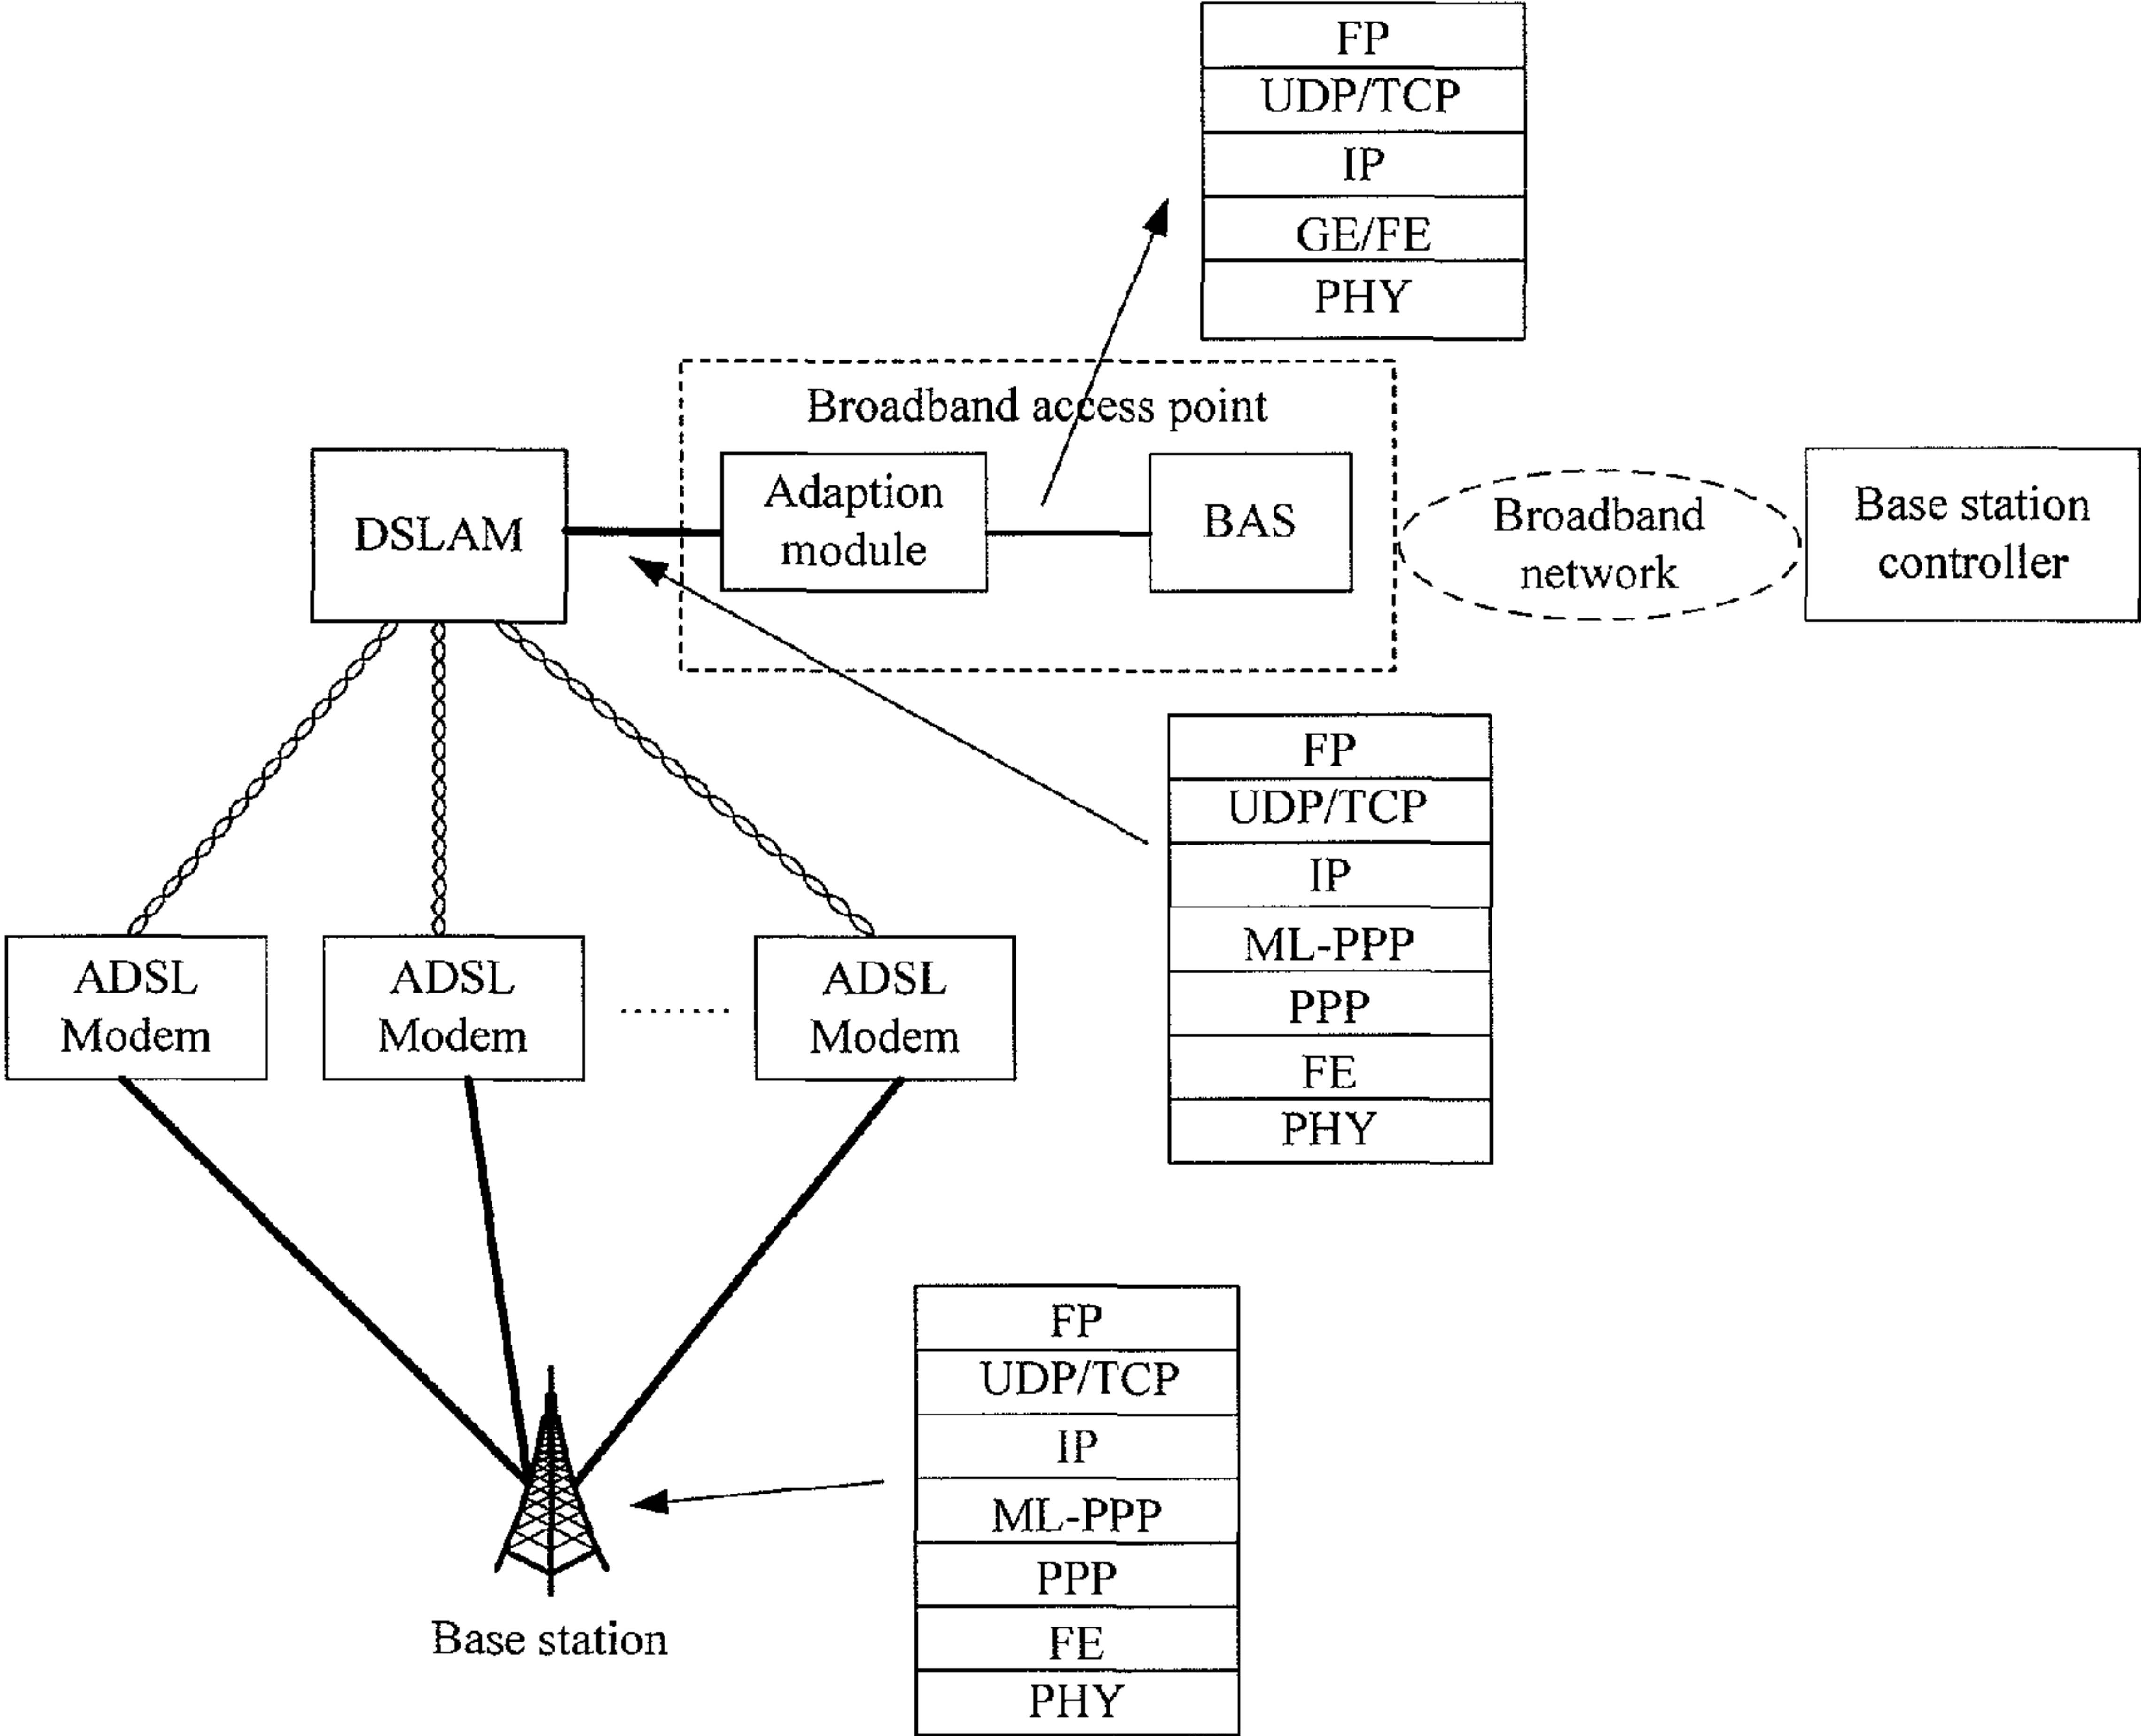 FP
UDP/TCP
IP
GE/FE
PHY
Broadband access point
DSLAM
Adaption
module
BAS
Broadband
network
Base station
controller
FP
UDP/TCP
IP
ML-PPP
PPP
FE
PHY
ADSL
Modem
ADSL
Modem
ADSL
Modem
FP
UDP/TCP
IP
ML-PPP
PPP
FE
PHY
Base station